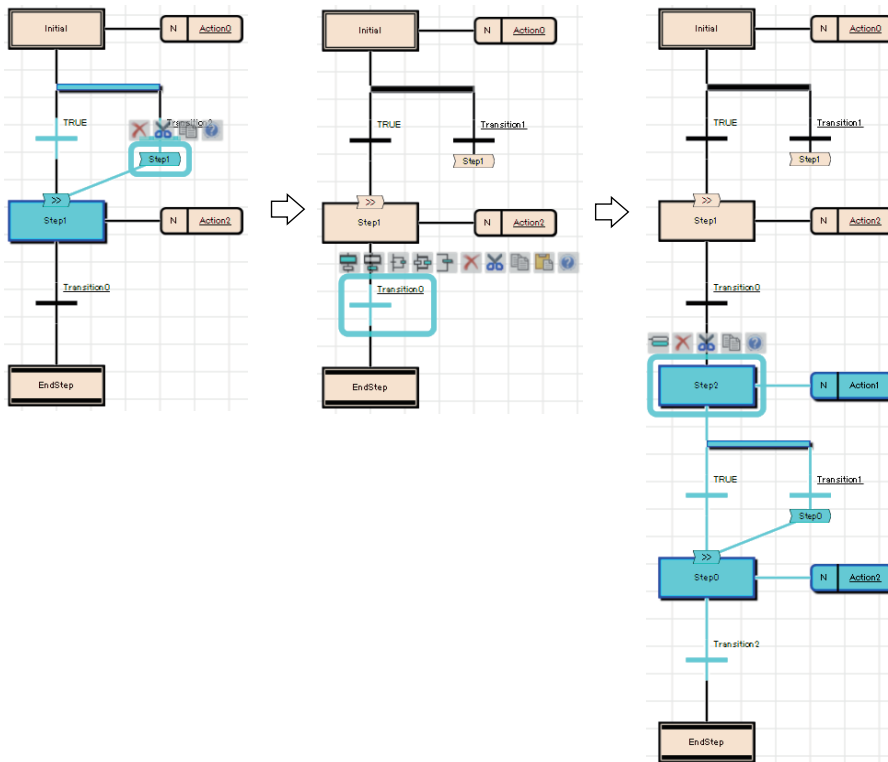 Initial
N Action0
TRUE
Step1
>>
Step1
N Action2
Transition0
EndStep
Initial
N Action0
TRUE
Transition1
Step1
>>
Step1
N Action2
Transition0
EndStep
Initial
N Action0
TRUE
Transition1
Step1
>>
Step1
N Action2
Transition0
Step2
N Action1
TRUE
Transition1
Step0
>>
Step0
N Action2
Transition2
EndStep